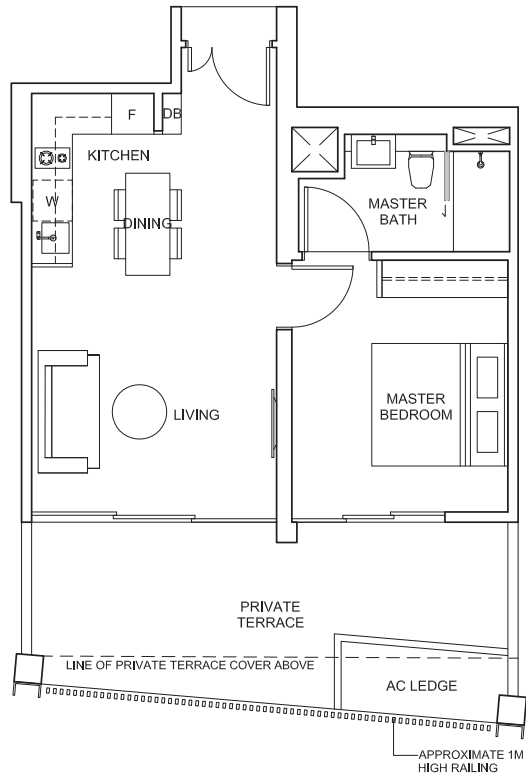 F
DB
KITCHEN
W
DINING
MASTER
BATH
LIVING
MASTER
BEDROOM
PRIVATE
TERRACE
LINE OF PRIVATE TERRACE COVER ABOVE
AC LEDGE
APPROXIMATE 1M
HIGH RAILING